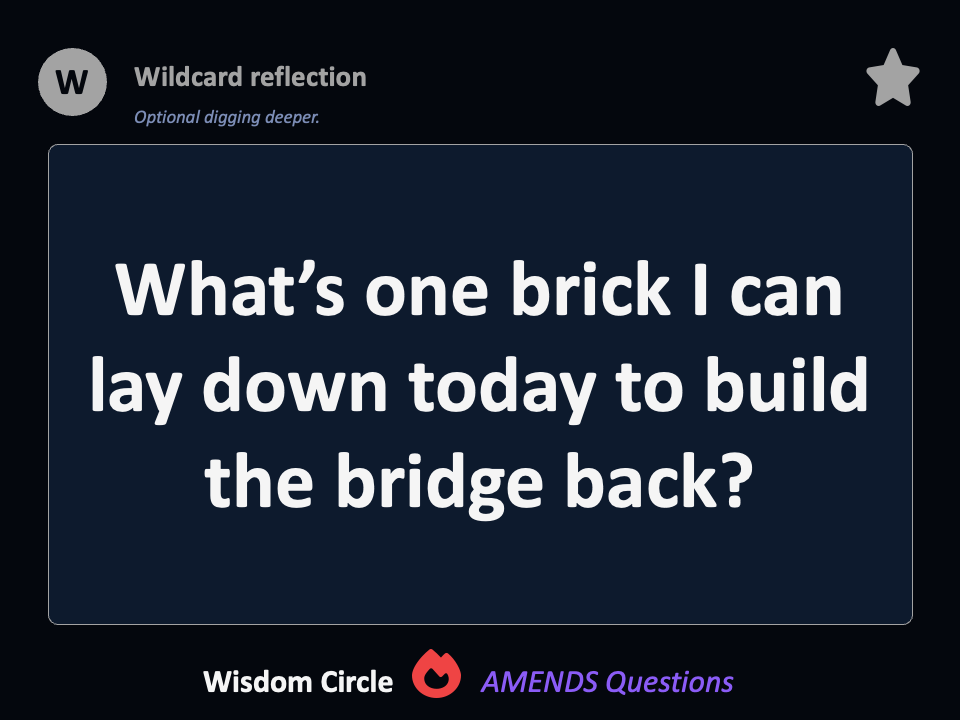 W
Wildcard reflection
Optional digging deeper.
What’s one brick I can
lay down today to build
the bridge back?
Wisdom Circle
AMENDS Questions